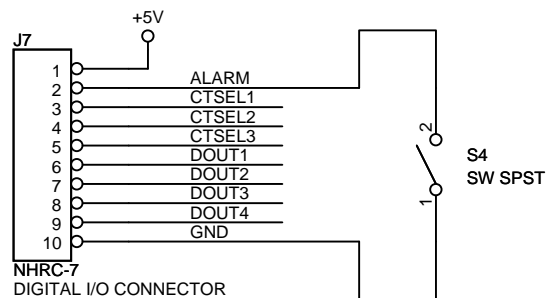 +5V
J7
1
2
3
4
5
6
7
8
9
10
ALARM
CTSEL1
CTSEL2
CTSEL3
DOUT1
DOUT2
DOUT3
DOUT4
GND
2
1
S4
SW SPST
NHRC-7
DIGITAL I/O CONNECTOR